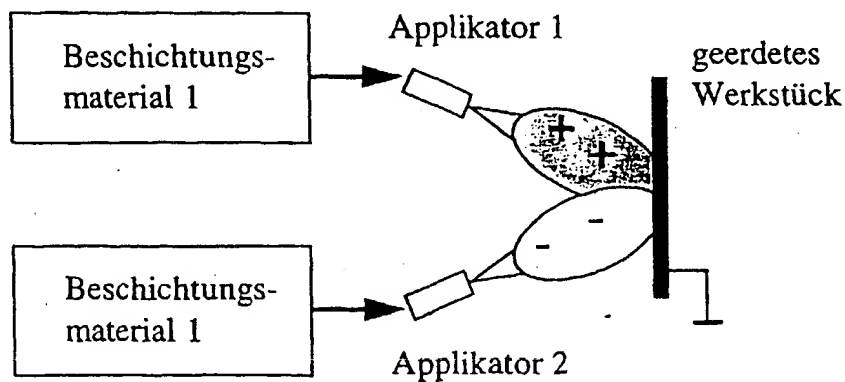 Applikator 1
Beschichtungs-
material 1
geerdetes
Werkstück
+
+
-
-
Beschichtungs-
material 1
Applikator 2